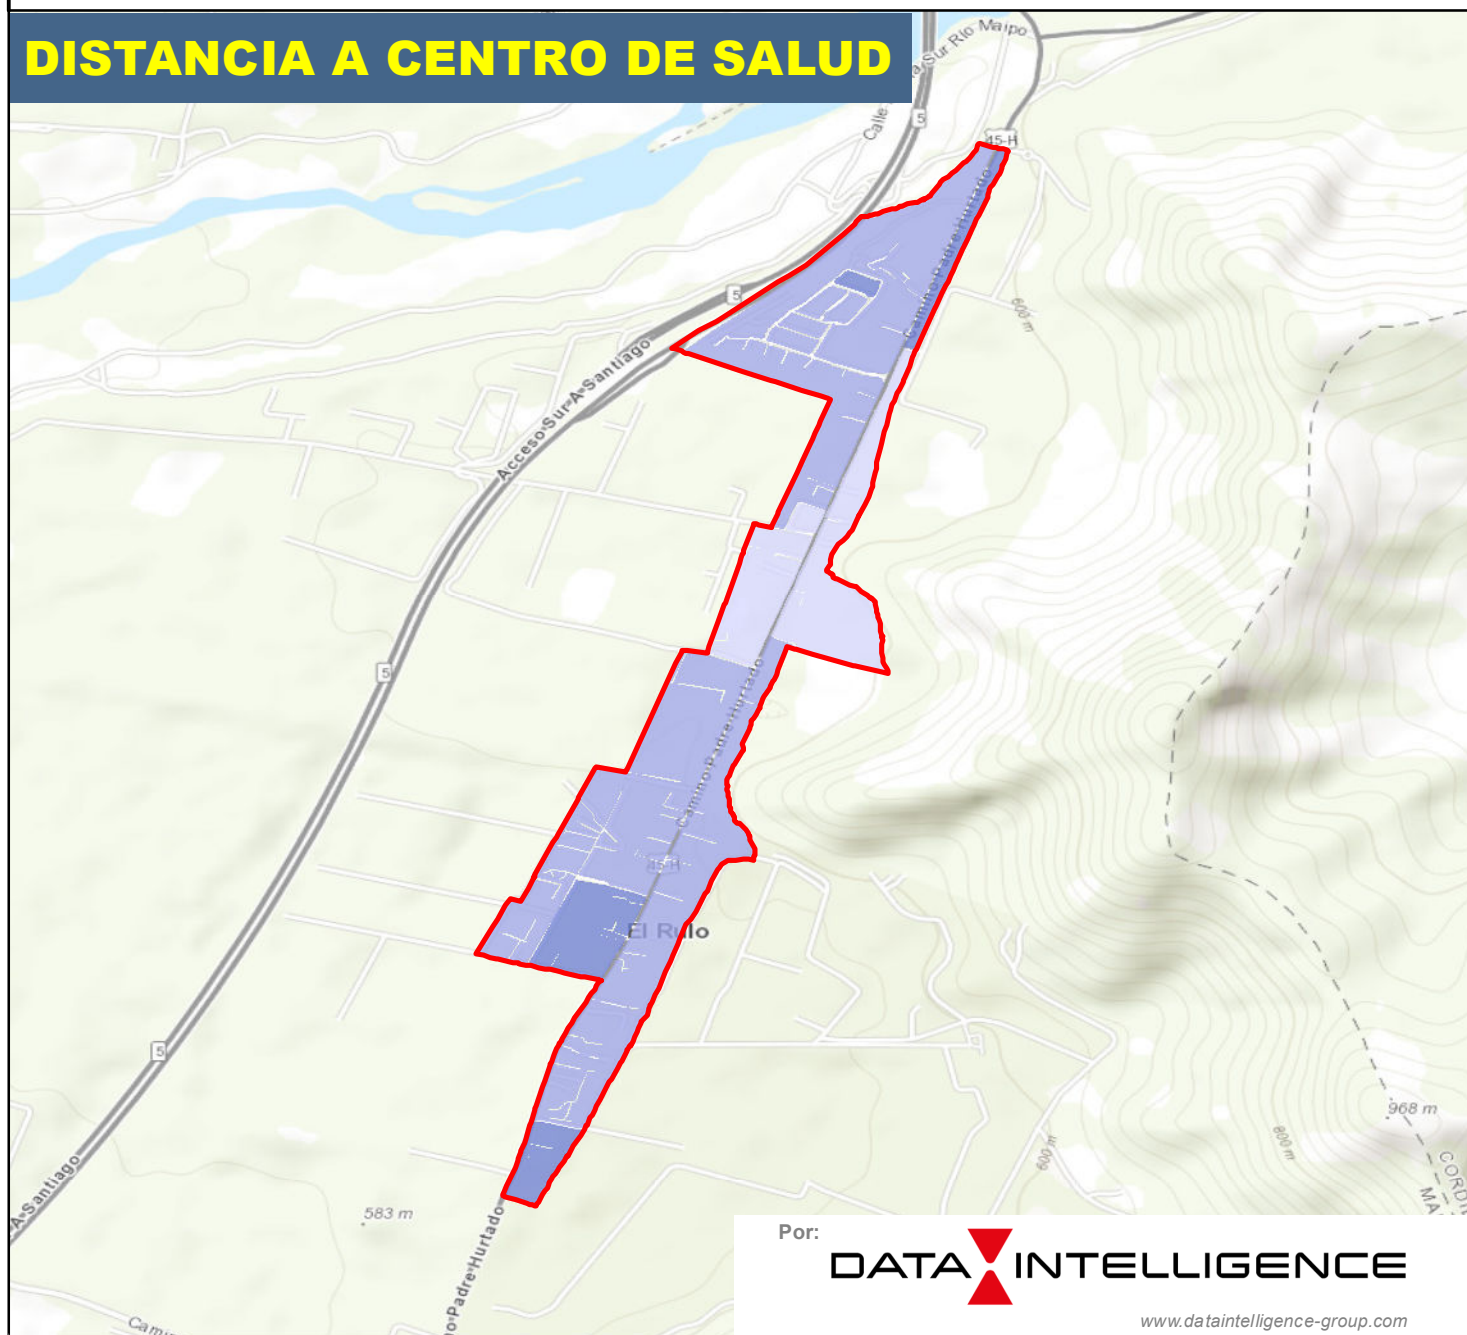 DISTANCIA A CENTRO DE SALUD
Sur Río Maipo
Calle
5
45-H
Camino Padre Hurtado
600 m
5
Acceso Sur A Santiago
5
Camino Padre Hurtado
45-H
El Rulo
5
968 m
800 m
600 m
A Santiago
583 m
Padre Hurtado
Por:
DATA INTELLIGENCE
www.dataintelligence-group.com